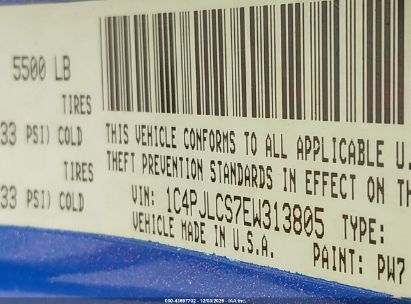 5500 LB
TIRES
33 PSI) COLD
TIRES
33 PSI) COLD
THIS VEHICLE CONFORMS TO ALL APPLICABLE U.
THEFT PREVENTION STANDARDS IN EFFECT ON TH
VIN: 1C4PJLCS7EW313805 TYPE:
VEHICLE MADE IN U.S.A. PAINT: PW7